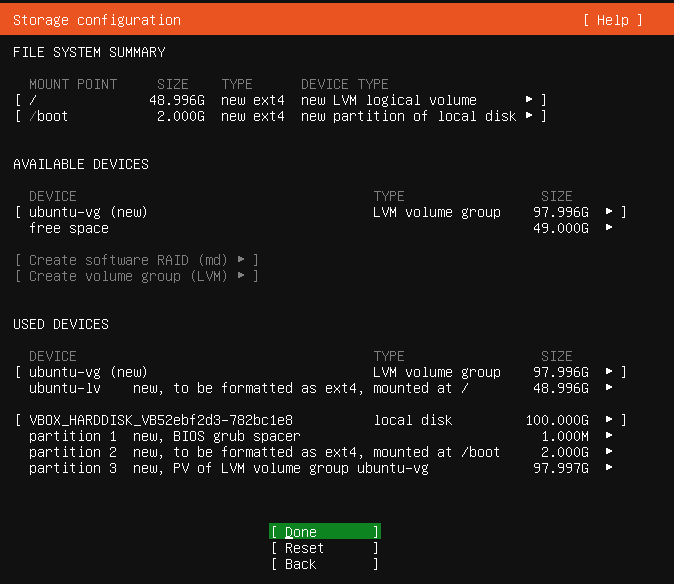 Storage configuration [ Help ]
FILE SYSTEM SUMMARY
MOUNT POINT SIZE TYPE DEVICE TYPE
[ / 48.996G new ext4 new LVM logical volume ▸ ]
[ /boot 2.000G new ext4 new partition of local disk ▸ ]
AVAILABLE DEVICES
DEVICE TYPE SIZE
[ ubuntu-vg (new) LVM volume group 97.996G ▸ ]
free space 49.000G ▸
[ Create software RAID (md) ▸ ]
[ Create volume group (LVM) ▸ ]
USED DEVICES
DEVICE TYPE SIZE
[ ubuntu-vg (new) LVM volume group 97.996G ▸ ]
ubuntu-lv new, to be formatted as ext4, mounted at / 48.996G ▸
[ VBOX_HARDDISK_VB52ebf2d3-782bc1e8 local disk 100.000G ▸ ]
partition 1 new, BIOS grub spacer 1.000M ▸
partition 2 new, to be formatted as ext4, mounted at /boot 2.000G ▸
partition 3 new, PV of LVM volume group ubuntu-vg 97.997G ▸
[ Done ]
[ Reset ]
[ Back ]